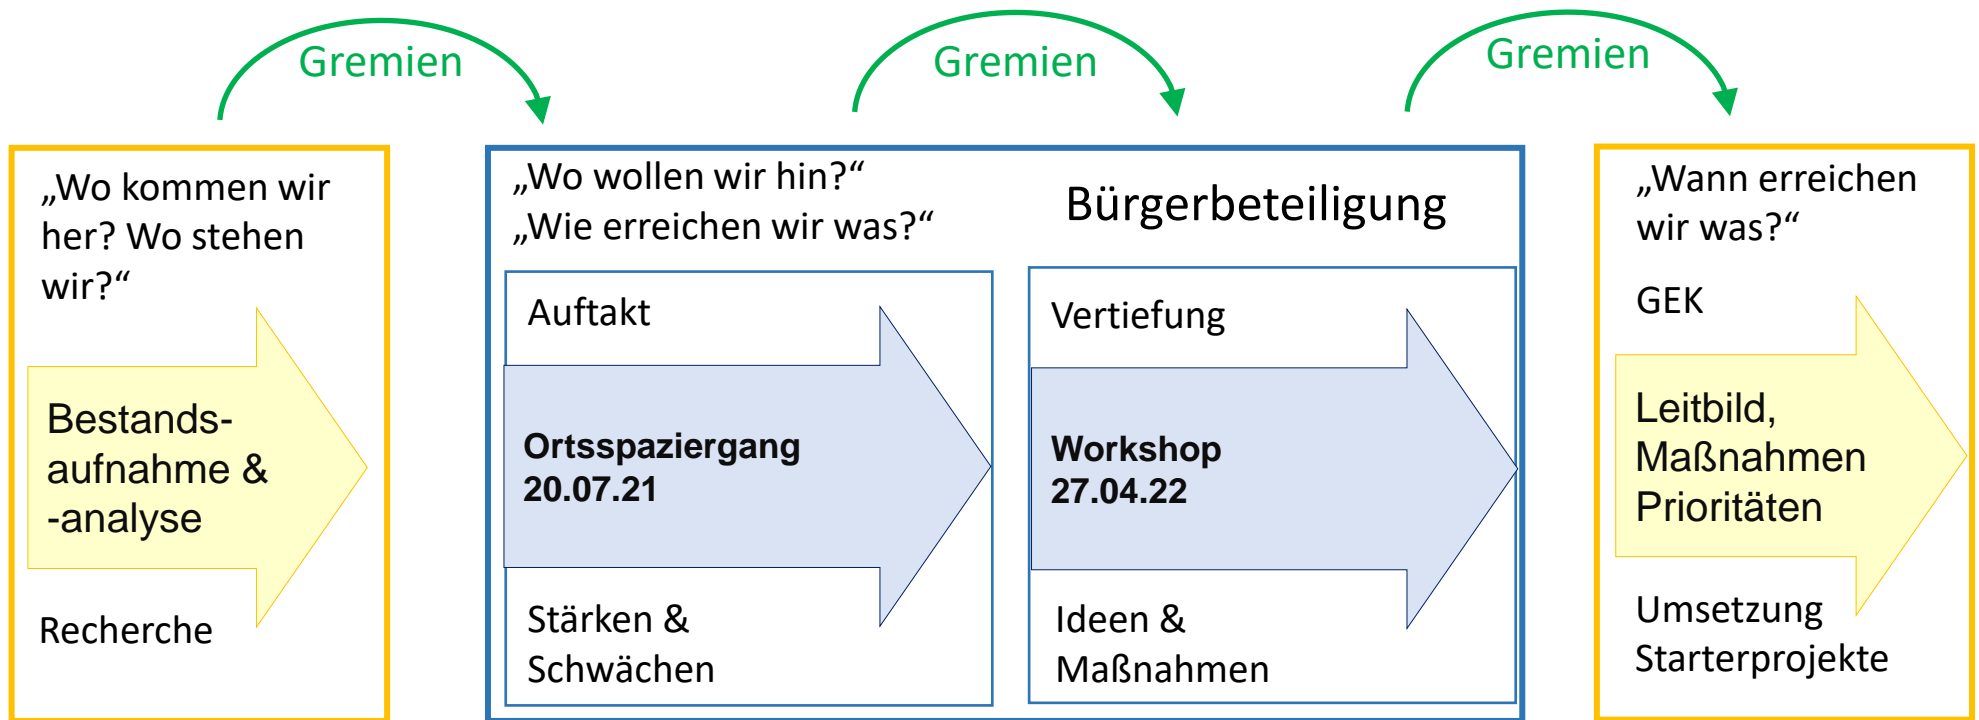 Gremien
Gremien
Gremien
„Wo kommen wir
her? Wo stehen
wir?“
Bestands-
aufnahme &
-analyse
Recherche
„Wo wollen wir hin?“
„Wie erreichen wir was?“
Bürgerbeteiligung
Auftakt
Ortsspaziergang
20.07.21
Stärken &
Schwächen
Vertiefung
Workshop
27.04.22
Ideen &
Maßnahmen
„Wann erreichen
wir was?“
GEK
Leitbild,
Maßnahmen
Prioritäten
Umsetzung
Starterprojekte